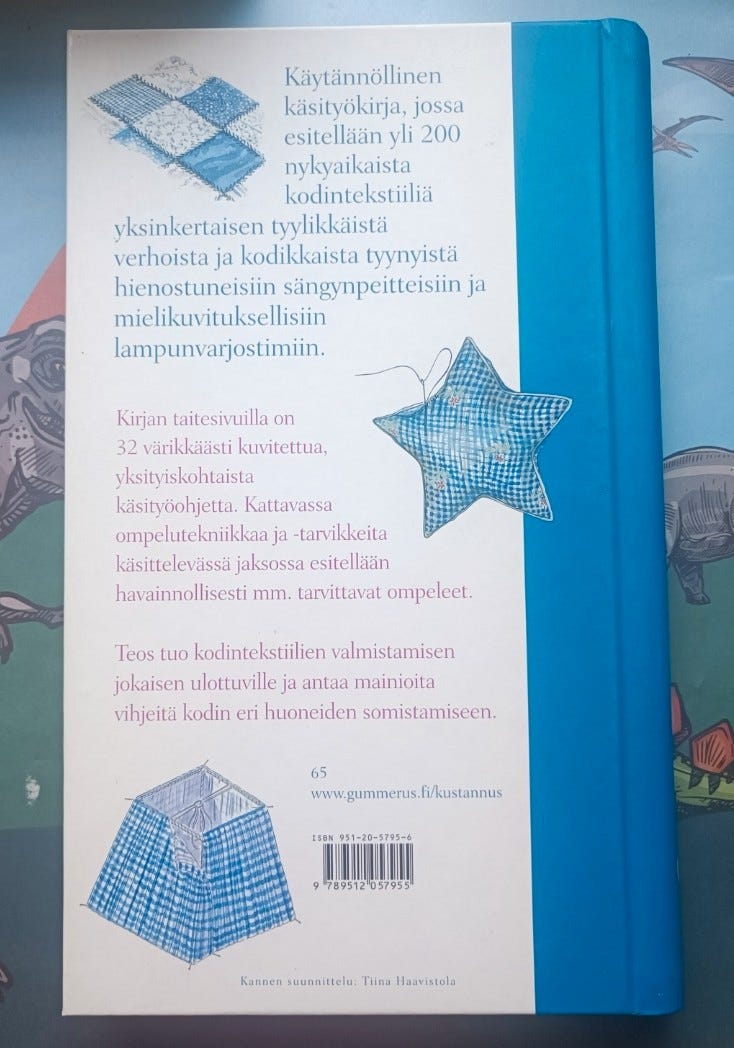 Käytännöllinen
käsityökirja, jossa
esitellään yli 200
nykyaikaista
kodintekstiiliä
yksinkertaisen tyylikkäistä
verhoista ja kodikkaista tyynyistä
hienostuneisiin sängynpeitteisiin ja
mielikuvituksellisiin
lampunvarjostimiin.
Kirjan taitesivuilla on
32 värikkäästi kuvitettua,
yksityiskohtaista
käsityöohjetta. Kattavassa
ompelutekniikkaa ja -tarvikkeita
käsittelevässä jaksossa esitellään
havainnollisesti mm. tarvittavat ompeleet.
Teos tuo kodintekstiilien valmistamisen
jokaisen ulottuville ja antaa mainioita
vihjeitä kodin eri huoneiden somistamiseen.
65
www.gummerus.fi/kustannus
ISBN 951-20-5795-6
9 789512 057955
Kannen suunnittelu: Tiina Haavistola